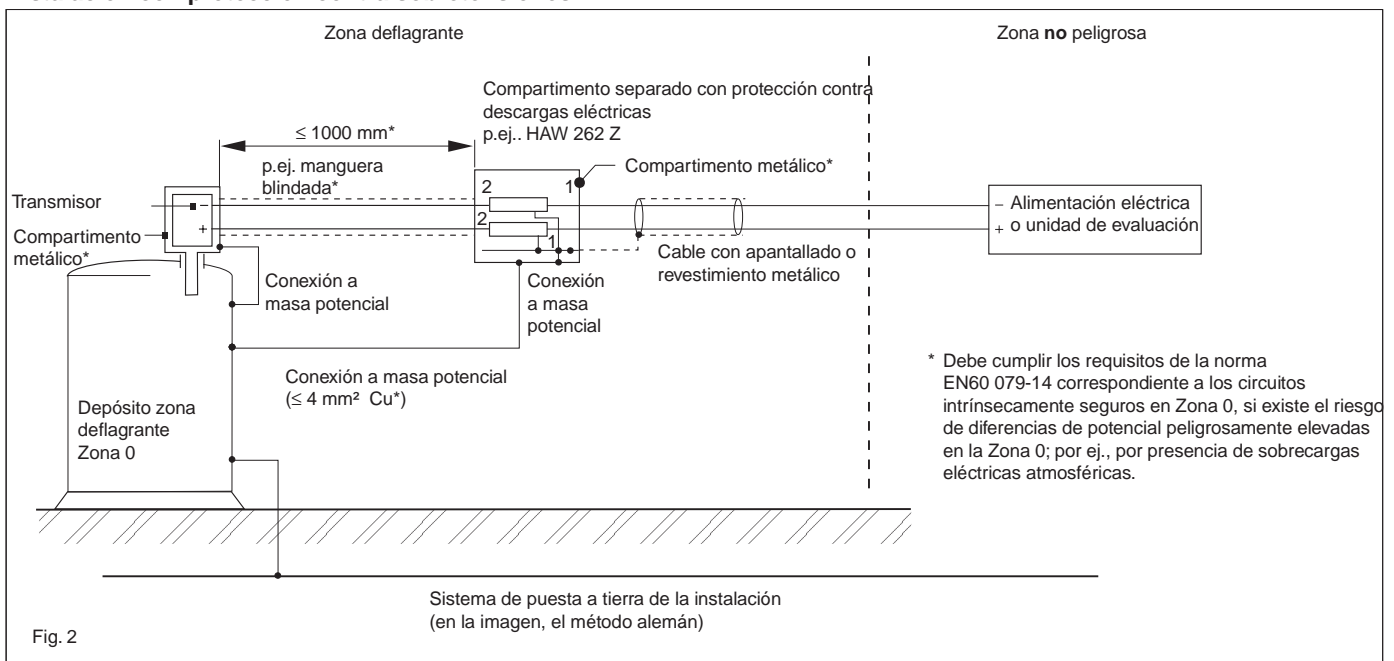 Zona deflagrante
Zona no peligrosa
Compartimento separado con protección contra
descargas eléctricas
p.ej.. HAW 262 Z
≤ 1000 mm*
p.ej. manguera
blindada*
Compartimento metálico*
2
1
2
1
Transmisor
−
+
Compartimento
metálico*
− Alimentación eléctrica
+ o unidad de evaluación
Cable con apantallado o
revestimiento metálico
Conexión a
masa potencial
Conexión
a masa
potencial
Conexión a masa potencial
(≤ 4 mm² Cu*)
Depósito zona
deflagrante
Zona 0
* Debe cumplir los requisitos de la norma
EN60 079-14 correspondiente a los circuitos
intrínsecamente seguros en Zona 0, si existe el riesgo
de diferencias de potencial peligrosamente elevadas
en la Zona 0; por ej., por presencia de sobrecargas
eléctricas atmosféricas.
Sistema de puesta a tierra de la instalación
(en la imagen, el método alemán)
Fig. 2